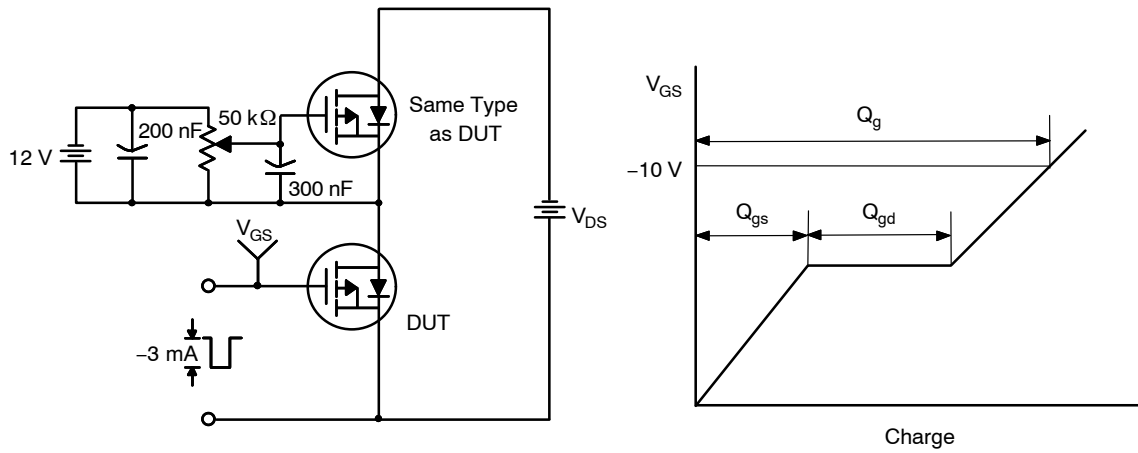 12 V
200 nF
50 kΩ
300 nF
Same Type
as DUT
V_DS
V_GS
DUT
−3 mA
V_GS
Q_g
−10 V
Q_gs
Q_gd
Charge